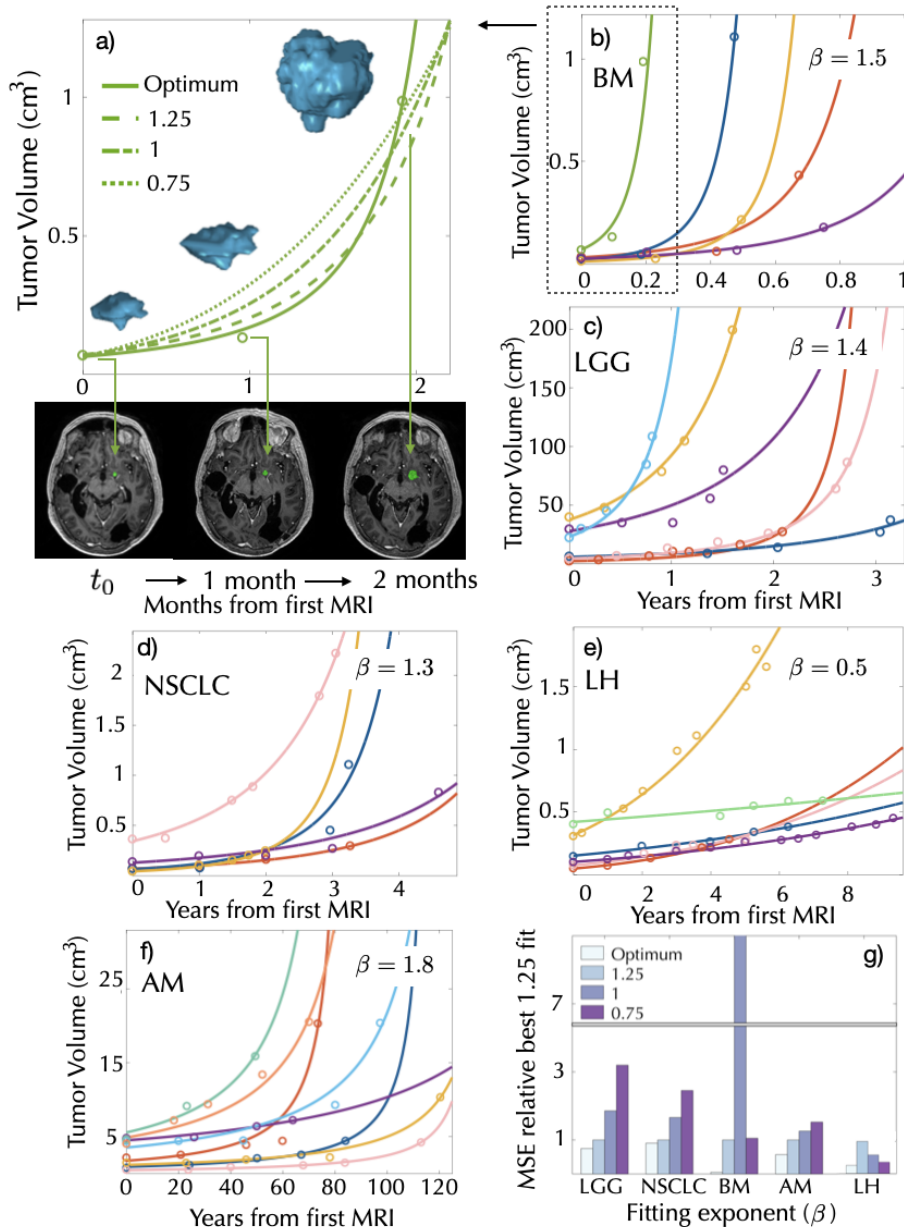 a)
Tumor Volume (cm³)
1
0.5
Optimum
1.25
1
0.75
0
1
2
t₀ → 1 month → 2 months
Months from first MRI
b)
BM
β = 1.5
Tumor Volume (cm³)
1
0.5
0
0.2
0.4
0.6
0.8
1
c)
LGG
β = 1.4
Tumor Volume (cm³)
200
150
100
50
0
1
2
3
Years from first MRI
d)
NSCLC
β = 1.3
Tumor Volume (cm³)
2
1
0.5
0
0
1
2
3
4
Years from first MRI
e)
LH
β = 0.5
Tumor Volume (cm³)
1.5
1
0.5
0
0
2
4
6
8
Years from first MRI
f)
AM
β = 1.8
Tumor Volume (cm³)
25
15
5
0
20
40
60
80
100
120
Years from first MRI
g)
Optimum
1.25
1
0.75
MSE relative best 1.25 fit
7
3
1
LGG
NSCLC
BM
AM
LH
Fitting exponent (β)